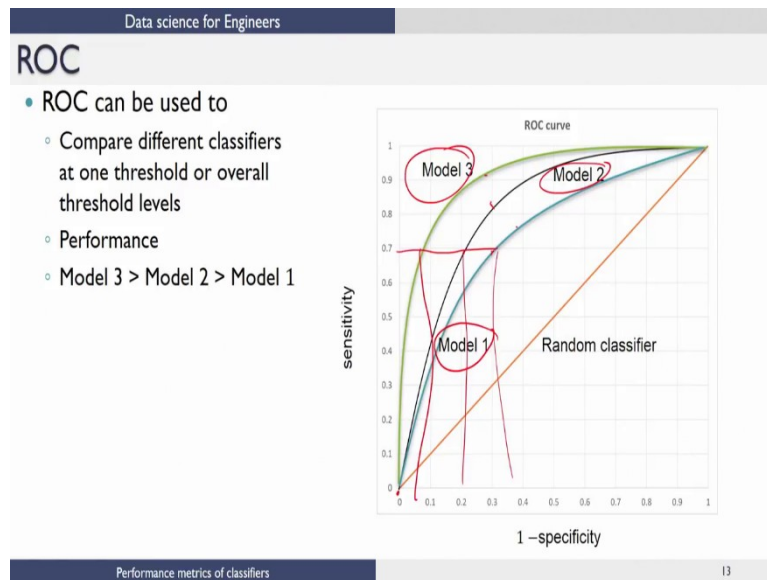 Data science for Engineers
ROC
• ROC can be used to
◦ Compare different classifiers
at one threshold or overall
threshold levels
◦ Performance
◦ Model 3 > Model 2 > Model 1
ROC curve
1
0.9
0.8
0.7
0.6
0.5
0.4
0.3
0.2
0.1
0
sensitivity
Model 3
Model 2
Model 1
Random classifier
0 0.1 0.2 0.3 0.4 0.5 0.6 0.7 0.8 0.9 1
1 –specificity
Performance metrics of classifiers
13